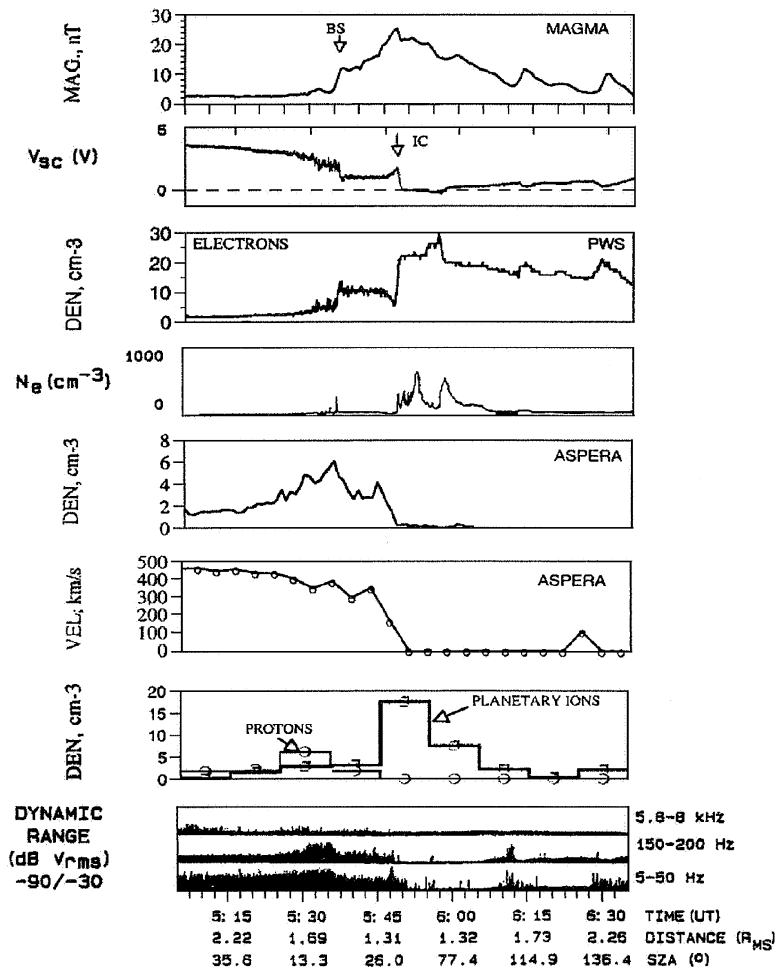 30
BS
MAGMA
20
10
0
MAG., nT
5
IC
Vsc (V)
0
30
ELECTRONS
PWS
20
10
0
DEN, cm-3
1000
Ne (cm-3)
0
8
ASPERA
6
4
2
0
DEN, cm-3
500
400
ASPERA
300
200
100
0
VEL; km/s
20
PLANETARY IONS
15
10
PROTONS
5
0
DEN, cm-3
DYNAMIC
RANGE
(dB Vrms)
-90/-30
5.6-8 kHz
150-200 Hz
5-50 Hz
5: 15 5: 30 5: 45 6: 00 6: 15 6: 30 TIME (UT)
2.22 1.69 1.31 1.32 1.73 2.26 DISTANCE (RMS)
35.6 13.3 26.0 77.4 114.9 136.4 SZA (º)